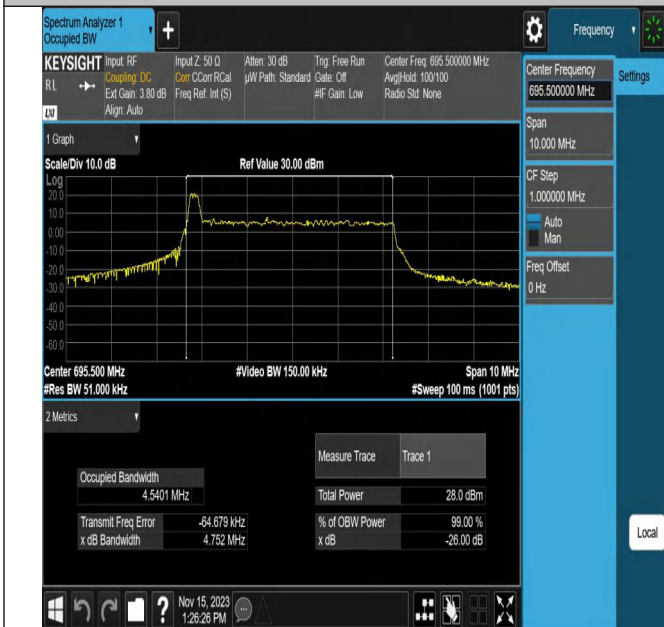 Spectrum Analyzer 1
Occupied BW
Frequency
KEYSIGHT
RL
LXI
Input: RF
Coupling: DC
Ext Gain: 3.80 dB
Align: Auto
Input Z: 50 Ω
Corr CCorr RCal
Freq Ref: Int (S)
Atten: 30 dB
µW Path: Standard
Trig: Free Run
Gate: Off
#IF Gain: Low
Center Freq: 695.500000 MHz
Avg|Hold: 100/100
Radio Std: None
Center Frequency
695.500000 MHz
Settings
Span
10.000 MHz
CF Step
1.000000 MHz
Auto
Man
Freq Offset
0 Hz
Local
1 Graph
Scale/Div 10.0 dB
Ref Value 30.00 dBm
Log
20.0
10.0
0.00
-10.0
-20.0
-30.0
-40.0
-50.0
-60.0
Center 695.500 MHz
#Video BW 150.00 kHz
Span 10 MHz
#Res BW 51.000 kHz
#Sweep 100 ms (1001 pts)
2 Metrics
Measure Trace Trace 1
Occupied Bandwidth
4.5401 MHz
Total Power 28.0 dBm
Transmit Freq Error -64.679 kHz
% of OBW Power 99.00 %
x dB Bandwidth 4.752 MHz
x dB -26.00 dB
?
Nov 15, 2023
1:26:26 PM